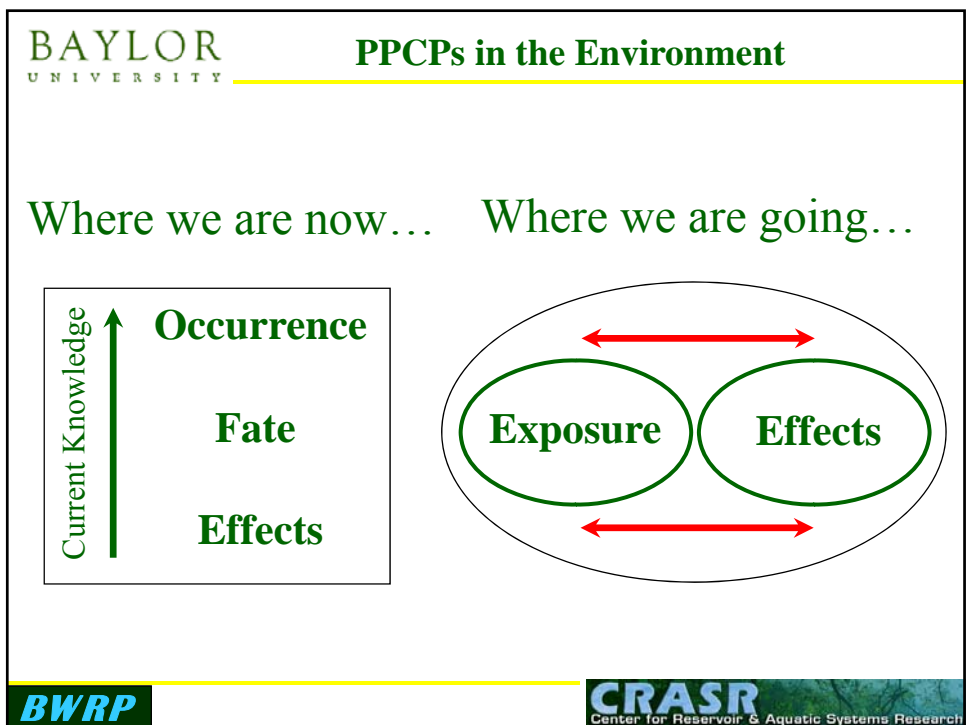 BAYLOR
UNIVERSITY
PPCPs in the Environment
Where we are now…
Where we are going…
Current Knowledge
Occurrence
Fate
Effects
Exposure
Effects
BWRP
CRASR
Center for Reservoir & Aquatic Systems Research